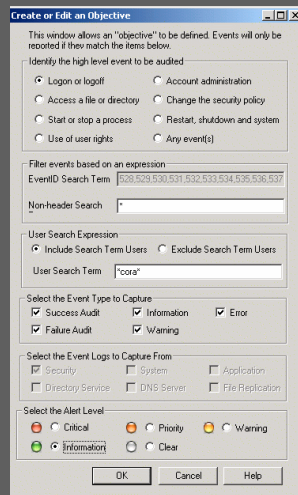 Create or Edit an Objective
This window allows an "objective" to be defined. Events will only be
reported if they match the items below.
Identify the high level event to be audited
Logon or logoff
Account administration
Access a file or directory
Change the security policy
Start or stop a process
Restart, shutdown and system
Use of user rights
Any event(s)
Filter events based on an expression
EventID Search Term
528,529,530,531,532,533,534,535,536,537
Non-header Search
*
User Search Expression
Include Search Term Users
Exclude Search Term Users
User Search Term
*cora*
Select the Event Type to Capture
Success Audit
Information
Error
Failure Audit
Warning
Select the Event Logs to Capture From
Security
System
Application
Directory Service
DNS Server
File Replication
Select the Alert Level
Critical
Priority
Warning
Information
Clear
OK
Cancel
Help